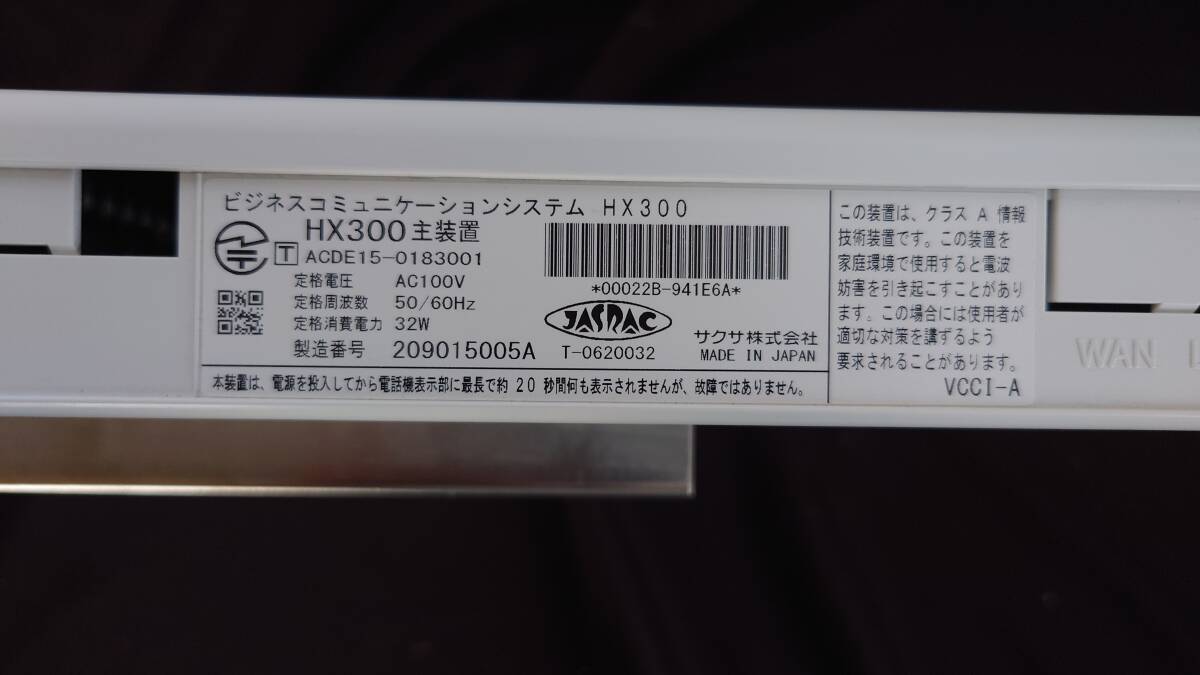 ビジネスコミュニケーションシステム HX300
HX300主装置
T ACDE15-0183001
定格電圧 AC100V
定格周波数 50/60Hz
定格消費電力 32W
製造番号 209015005A
*00022B-941E6A*
JASRAC
T-0620032
サクサ株式会社
MADE IN JAPAN
本装置は、電源を投入してから電話機表示部に最長で約 20 秒間何も表示されませんが、故障ではありません。
この装置は、クラス A 情報
技術装置です。この装置を
家庭環境で使用すると電波
妨害を引き起こすことがあり
ます。この場合には使用者が
適切な対策を講ずるよう
要求されることがあります。
VCCI-A
WAN